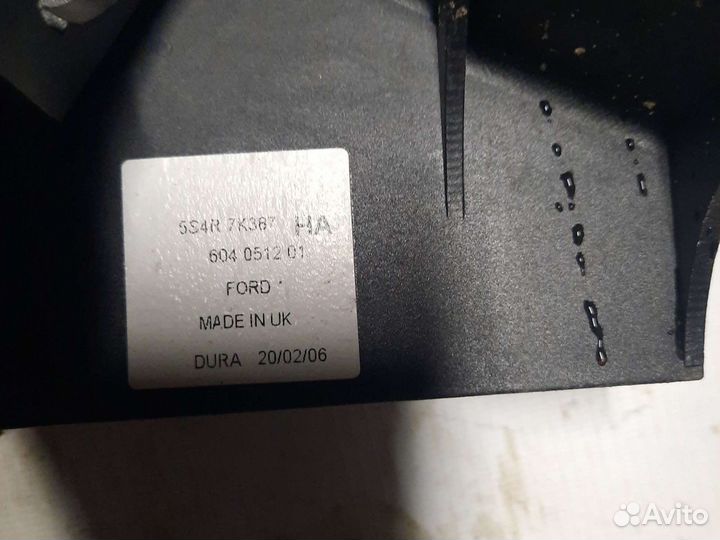 5S4R 7K387 HA
604 0512 01
FORD
MADE IN UK
DURA 20/02/06
Avito